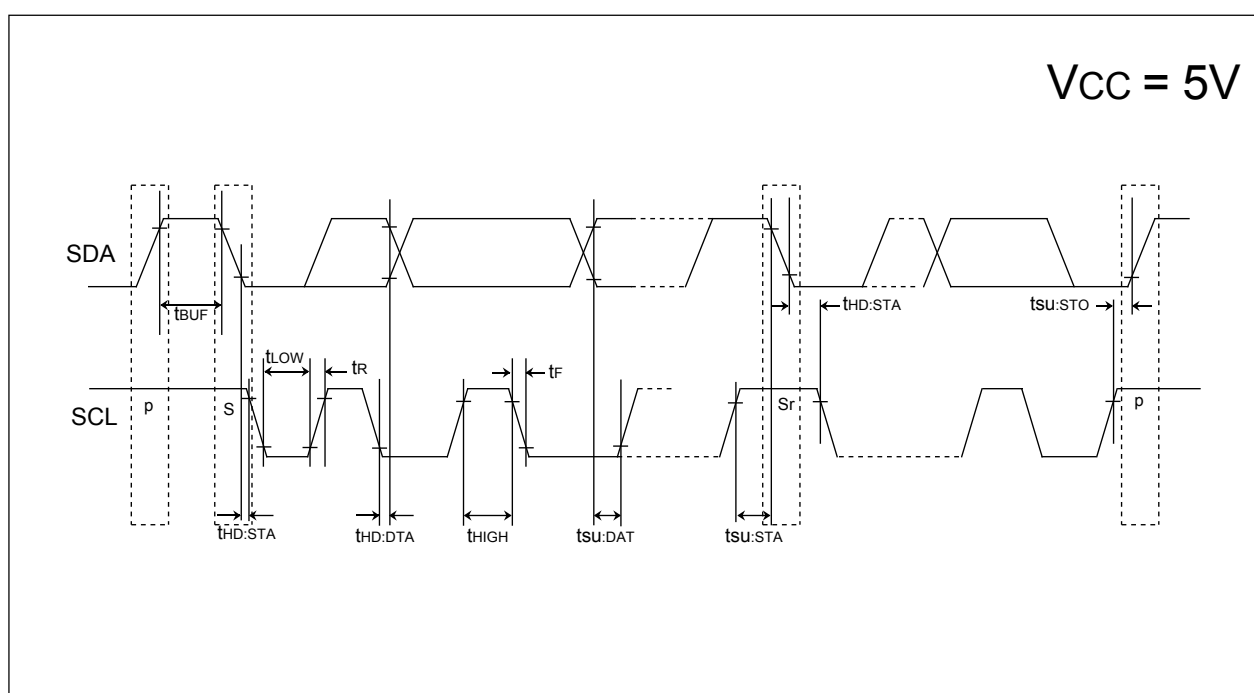 VCC = 5V
SDA
tBUF
tHD:STA
tsu:STO
tLOW
tR
tF
SCL
p
S
Sr
p
tHD:STA
tHD:DTA
tHIGH
tsu:DAT
tsu:STA